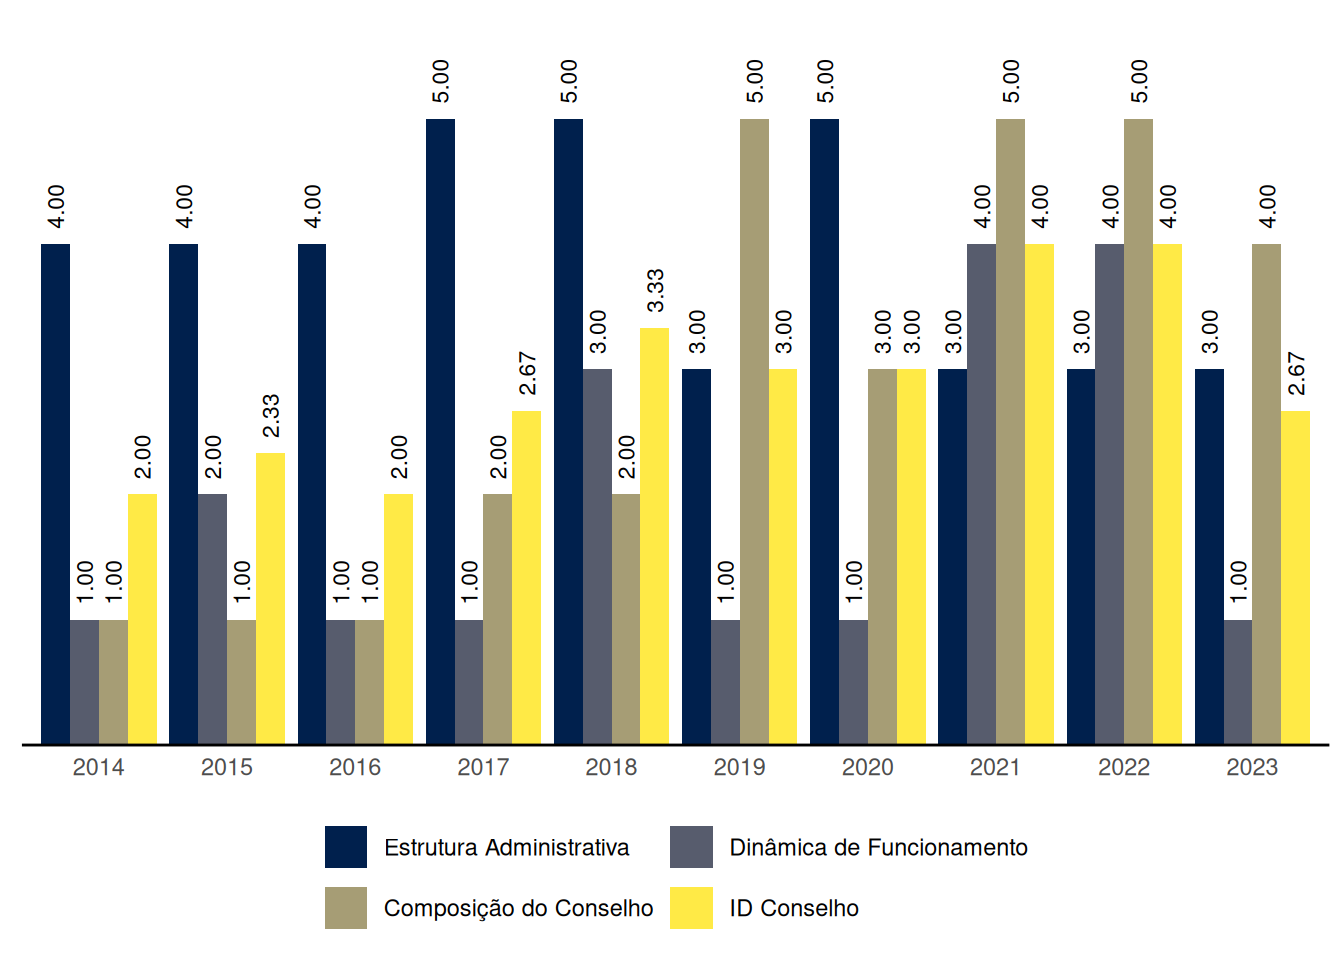 5.00 5.00 5.00 5.00 5.00 5.00
4.00 4.00 4.00 4.00 4.00 4.00 4.00 4.00
3.33
3.00 3.00 3.00 3.00 3.00 3.00 3.00 3.00
2.67 2.67
2.33
2.00 2.00 2.00 2.00 2.00
1.00 1.00 1.00 1.00 1.00 1.00 1.00 1.00 1.00
2014 2015 2016 2017 2018 2019 2020 2021 2022 2023
Estrutura Administrativa Dinâmica de Funcionamento
Composição do Conselho ID Conselho